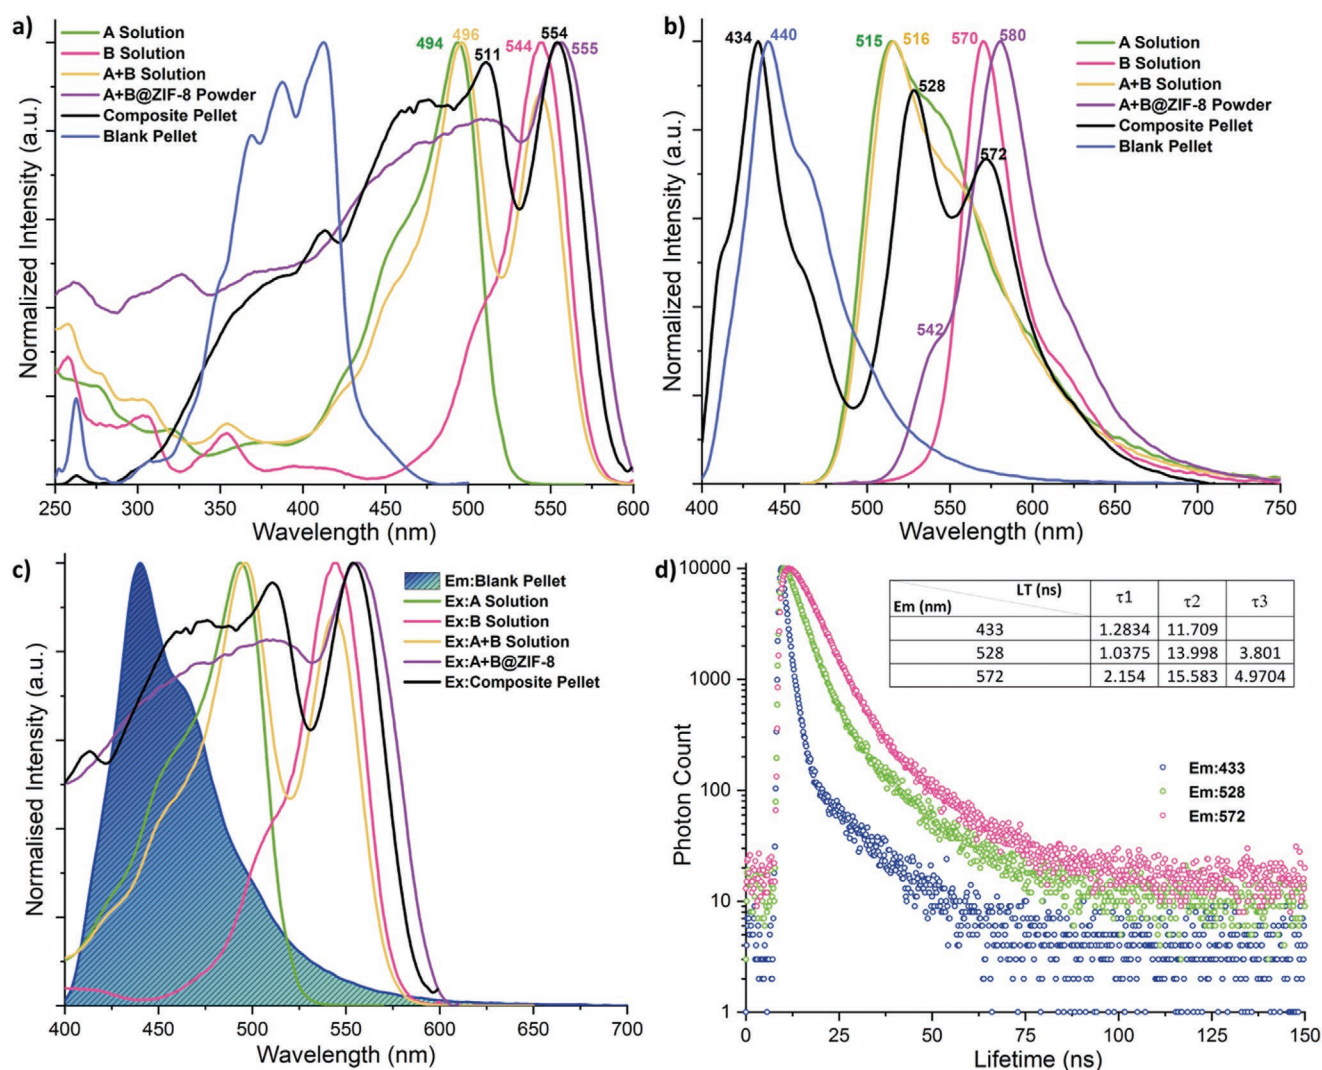 a)
A Solution
B Solution
A+B Solution
A+B@ZIF-8 Powder
Composite Pellet
Blank Pellet
494
496
511
544
554
555
Normalized Intensity (a.u.)
250 300 350 400 450 500 550 600
Wavelength (nm)
b)
434
440
515
516
528
542
570
572
580
A Solution
B Solution
A+B Solution
A+B@ZIF-8 Powder
Composite Pellet
Blank Pellet
Normalized Intensity (a.u.)
400 450 500 550 600 650 700 750
Wavelength (nm)
c)
Em:Blank Pellet
Ex:A Solution
Ex:B Solution
Ex:A+B Solution
Ex:A+B@ZIF-8
Ex:Composite Pellet
Normalised Intensity (a.u.)
400 450 500 550 600 650 700
Wavelength (nm)
d)
10000
1000
100
10
1
Photon Count
LT (ns) τ1 τ2 τ3
Em (nm)
433 1.2834 11.709
528 1.0375 13.998 3.801
572 2.154 15.583 4.9704
Em:433
Em:528
Em:572
0 25 50 75 100 125 150
Lifetime (ns)